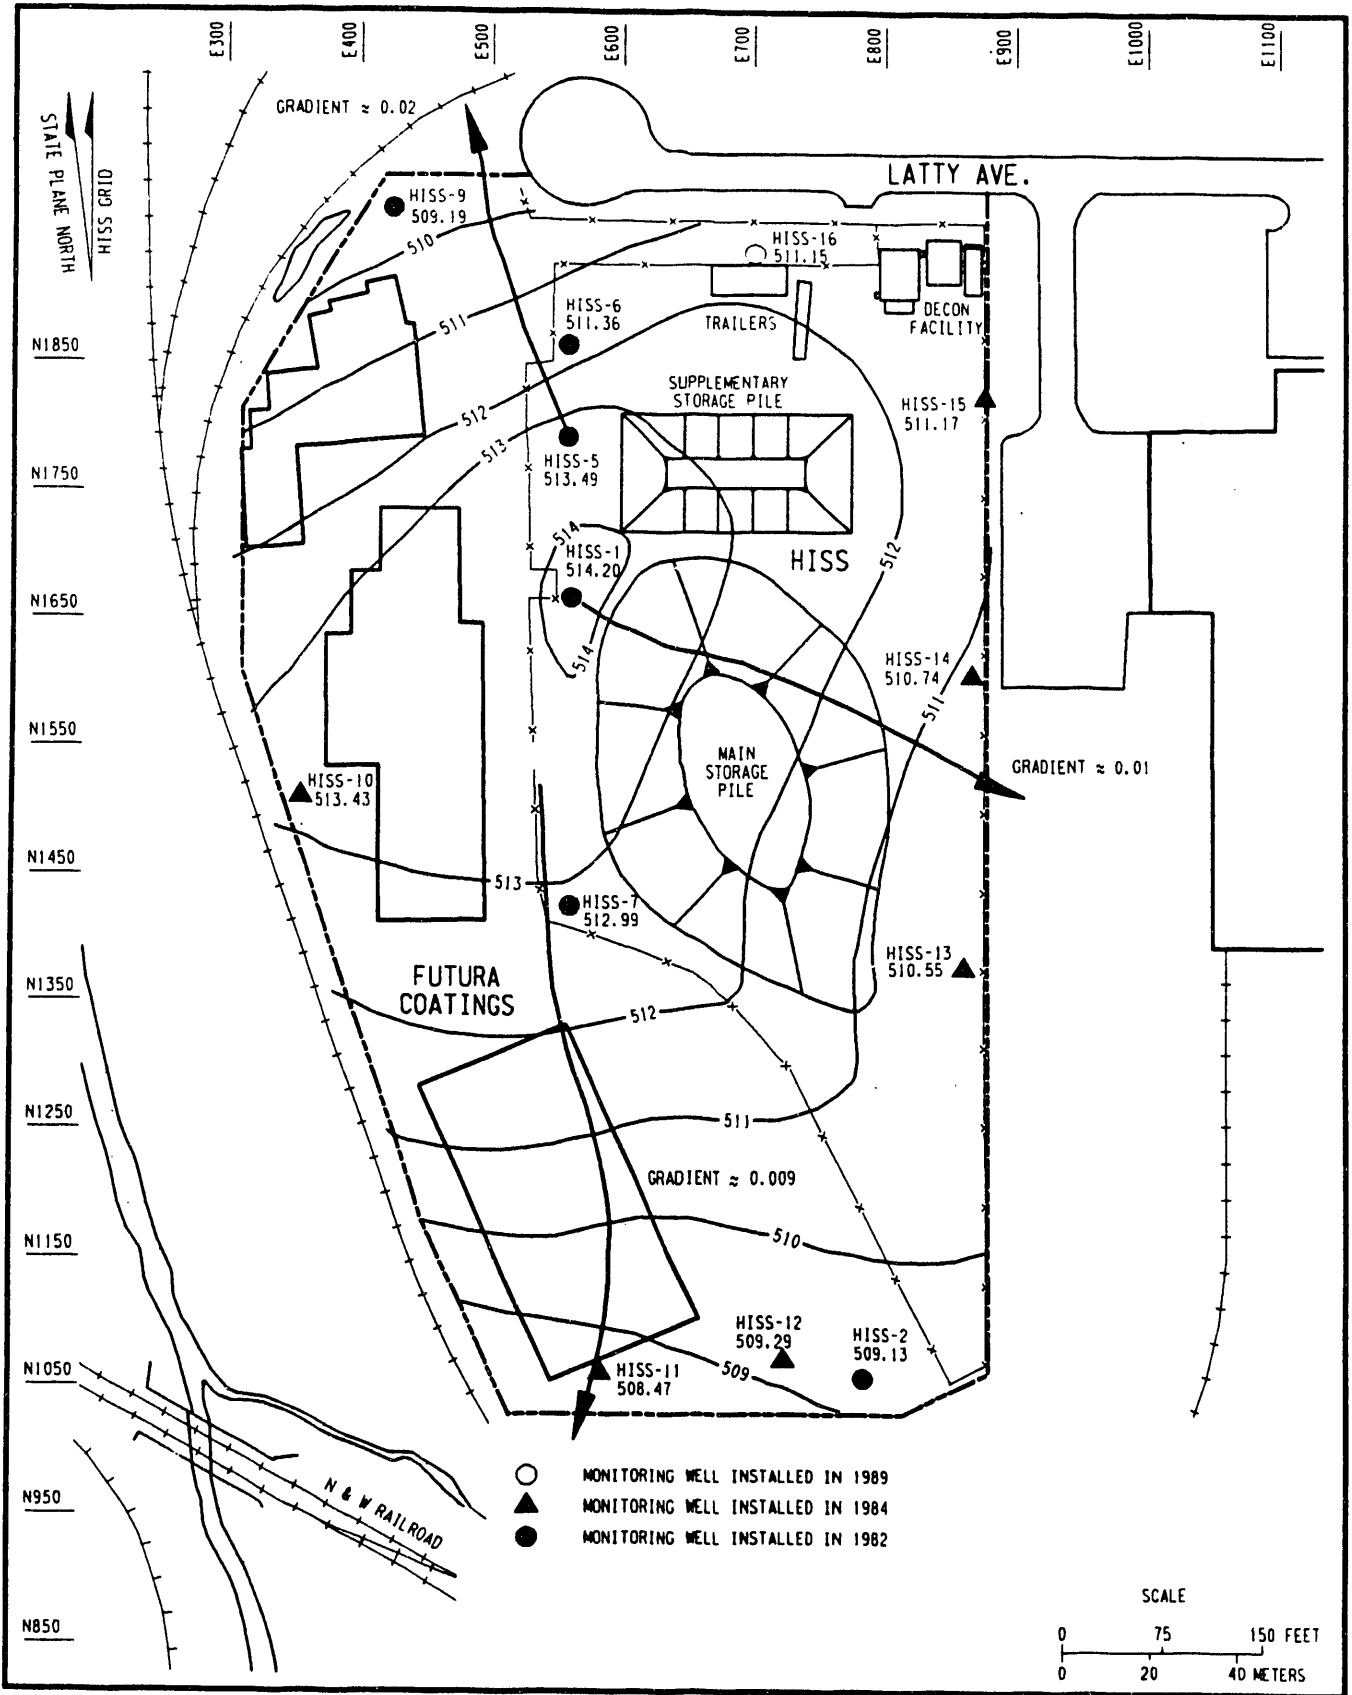 E300
E400
E500
E600
E700
E800
E900
E1000
E1100
GRADIENT ≈ 0.02
STATE PLANE NORTH
HISS GRID
LATTY AVE.
HISS-9
509.19
510
HISS-16
511.15
HISS-6
511.36
511
TRAILERS
DECON
FACILITY
N1850
SUPPLEMENTARY
STORAGE PILE
HISS-15
511.17
512
513
HISS-5
513.49
N1750
514
HISS-1
514.20
HISS
512
N1650
514
HISS-14
510.74
511
N1550
MAIN
STORAGE
PILE
GRADIENT ≈ 0.01
HISS-10
513.43
N1450
513
HISS-7
512.99
HISS-13
510.55
FUTURA
COATINGS
N1350
512
N1250
511
GRADIENT ≈ 0.009
N1150
510
HISS-12
509.29
HISS-2
509.13
N1050
509
HISS-11
508.47
MONITORING WELL INSTALLED IN 1989
MONITORING WELL INSTALLED IN 1984
MONITORING WELL INSTALLED IN 1982
N950
N & W RAILROAD
N850
SCALE
0 75 150 FEET
0 20 40 METERS